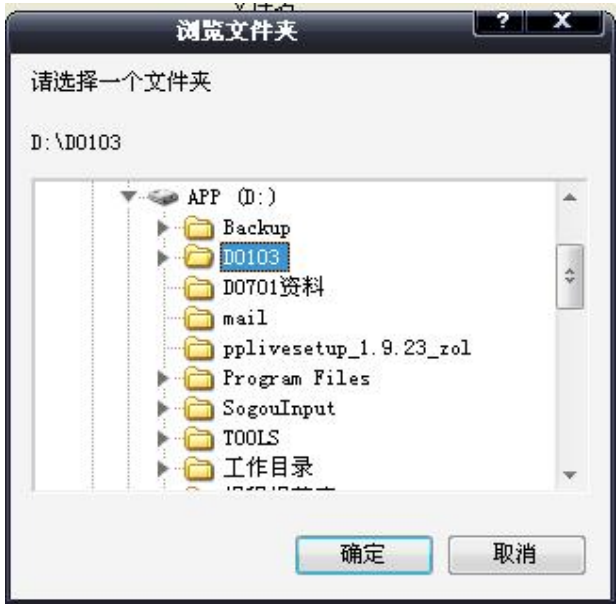 浏览文件夹
请选择一个文件夹
D:\D0103
APP (D:)
Backup
D0103
D0701资料
mail
pplivesetup_1.9.23_zol
Program Files
SogouInput
TOOLS
工作目录
确定 取消